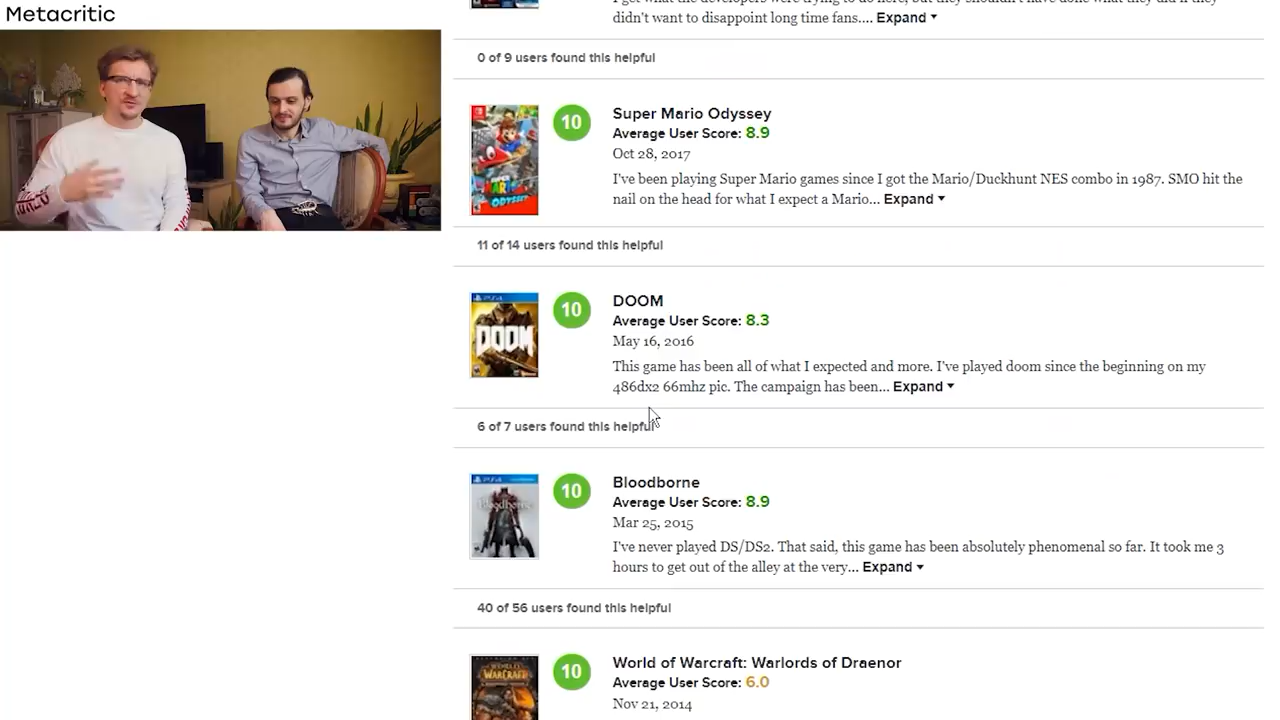 Metacritic
I get what the developers were trying to do here, but they shouldn't have done what they did if they
didn't want to disappoint long time fans.... Expand
0 of 9 users found this helpful
10
Super Mario Odyssey
Average User Score: 8.9
Oct 28, 2017
I've been playing Super Mario games since I got the Mario/Duckhunt NES combo in 1987. SMO hit the
nail on the head for what I expect a Mario... Expand
SUPER
MARIO
ODYSSEY
11 of 14 users found this helpful
PS4
DOOM
10
DOOM
Average User Score: 8.3
May 16, 2016
This game has been all of what I expected and more. I've played doom since the beginning on my
486dx2 66mhz pic. The campaign has been... Expand
6 of 7 users found this helpful
Bloodborne
10
Bloodborne
Average User Score: 8.9
Mar 25, 2015
I've never played DS/DS2. That said, this game has been absolutely phenomenal so far. It took me 3
hours to get out of the alley at the very... Expand
40 of 56 users found this helpful
WARCRAFT
10
World of Warcraft: Warlords of Draenor
Average User Score: 6.0
Nov 21, 2014